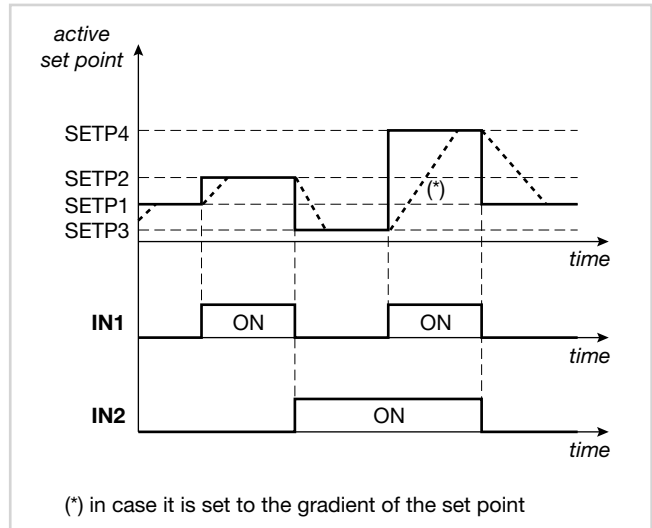 active
set point
SETP4
SETP2
(*)
SETP1
SETP3
time
IN1
ON
ON
time
IN2
ON
time
(*) in case it is set to the gradient of the set point